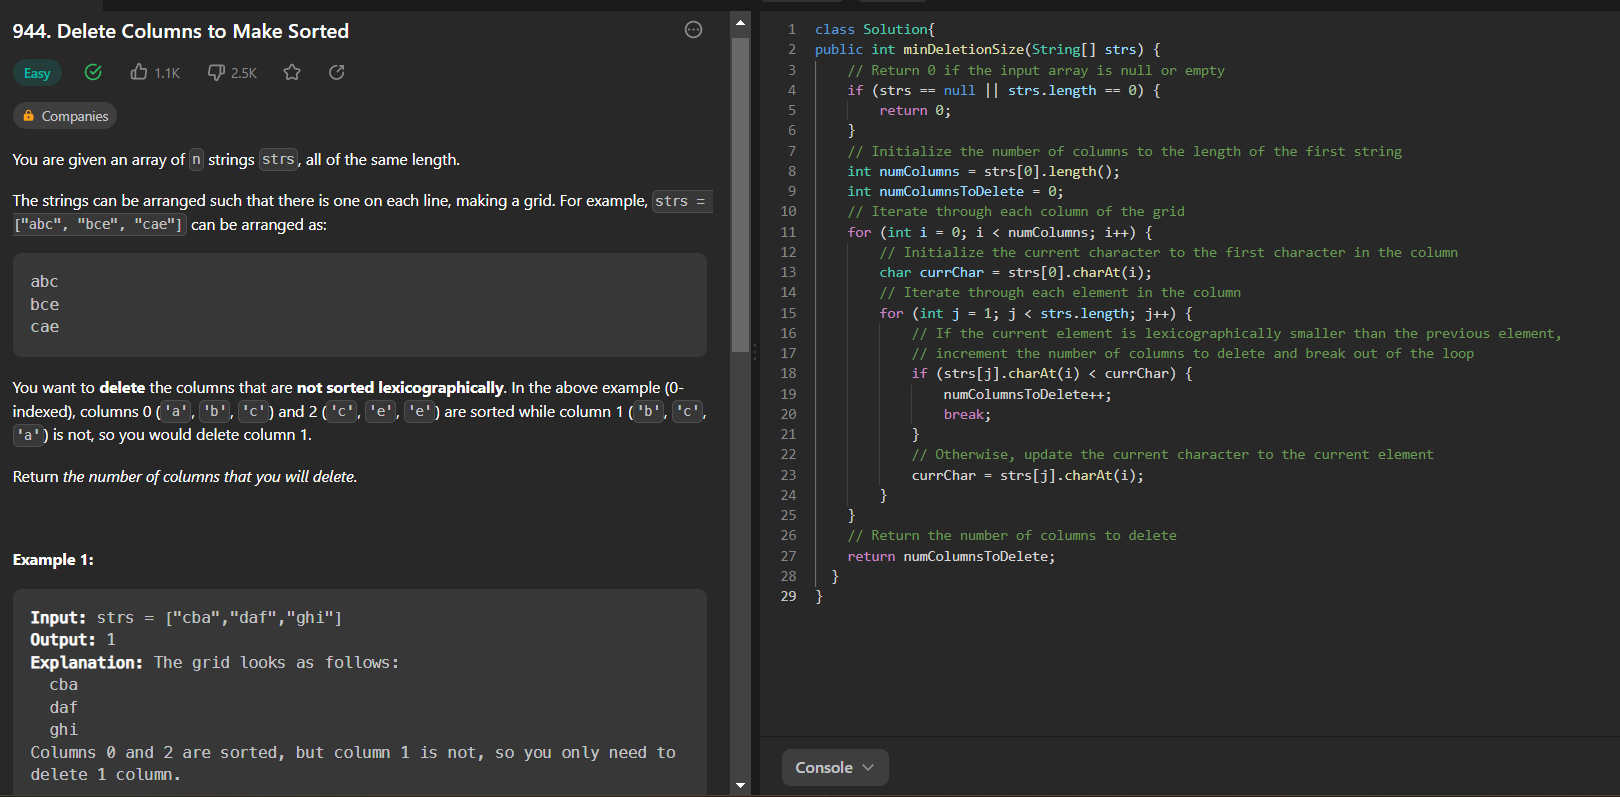 944. Delete Columns to Make Sorted
Easy 1.1K 2.5K
Companies
You are given an array of n strings strs, all of the same length.
The strings can be arranged such that there is one on each line, making a grid. For example, strs =
["abc", "bce", "cae"] can be arranged as:
abc
bce
cae
You want to delete the columns that are not sorted lexicographically. In the above example (0-
indexed), columns 0 ('a', 'b', 'c') and 2 ('c', 'e', 'e') are sorted while column 1 ('b', 'c',
'a') is not, so you would delete column 1.
Return the number of columns that you will delete.
Example 1:
Input: strs = ["cba","daf","ghi"]
Output: 1
Explanation: The grid looks as follows:
cba
daf
ghi
Columns 0 and 2 are sorted, but column 1 is not, so you only need to
delete 1 column.
1 class Solution{
2 public int minDeletionSize(String[] strs) {
3 // Return 0 if the input array is null or empty
4 if (strs == null || strs.length == 0) {
5 return 0;
6 }
7 // Initialize the number of columns to the length of the first string
8 int numColumns = strs[0].length();
9 int numColumnsToDelete = 0;
10 // Iterate through each column of the grid
11 for (int i = 0; i < numColumns; i++) {
12 // Initialize the current character to the first character in the column
13 char currChar = strs[0].charAt(i);
14 // Iterate through each element in the column
15 for (int j = 1; j < strs.length; j++) {
16 // If the current element is lexicographically smaller than the previous element,
17 // increment the number of columns to delete and break out of the loop
18 if (strs[j].charAt(i) < currChar) {
19 numColumnsToDelete++;
20 break;
21 }
22 // Otherwise, update the current character to the current element
23 currChar = strs[j].charAt(i);
24 }
25 }
26 // Return the number of columns to delete
27 return numColumnsToDelete;
28 }
29 }
Console